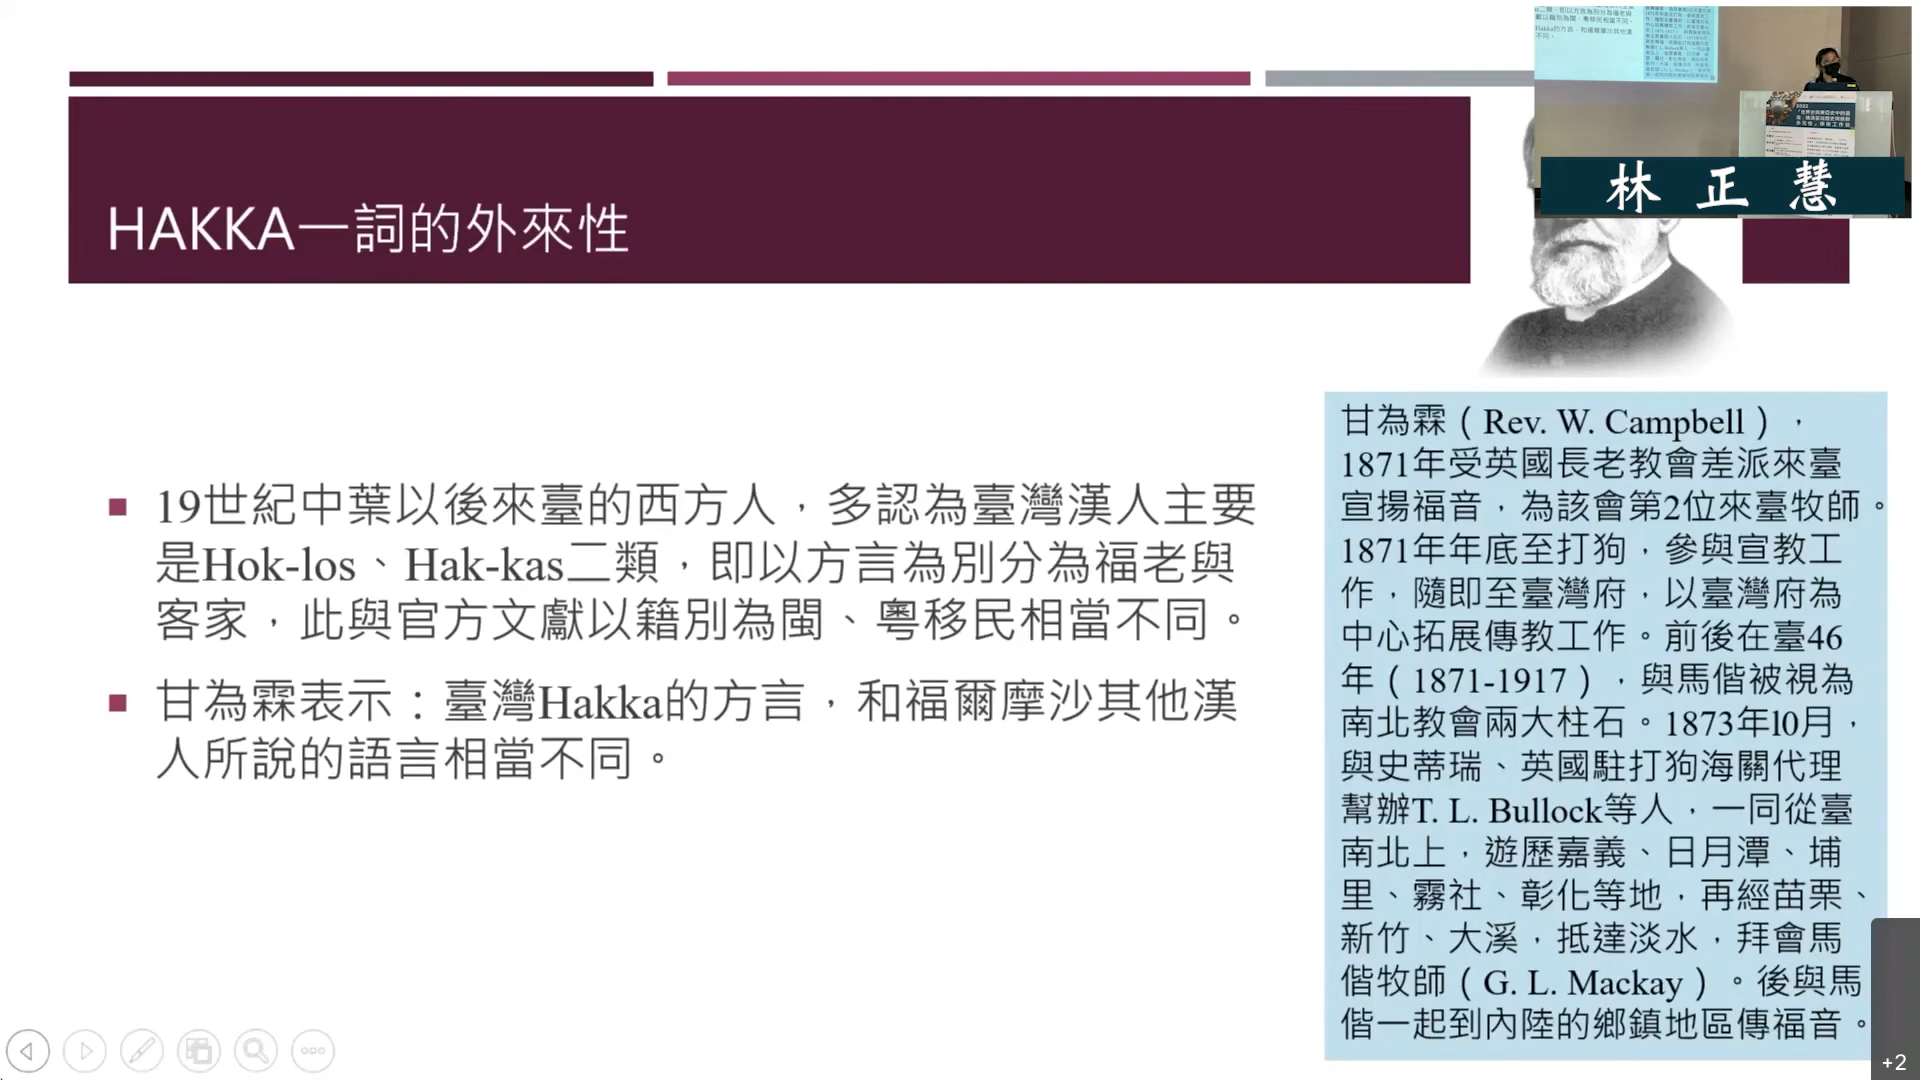 HAKKA一詞的外來性
林正慧
19世紀中葉以後來臺的西方人，多認為臺灣漢人主要
是Hok-los、Hak-kas二類，即以方言為別分為福老與
客家，此與官方文獻以籍別為閩、粵移民相當不同。
甘為霖表示：臺灣Hakka的方言，和福爾摩沙其他漢
人所說的語言相當不同。
甘為霖（Rev. W. Campbell），
1871年受英國長老教會差派來臺
宣揚福音，為該會第2位來臺牧師。
1871年年底至打狗，參與宣教工
作，隨即至臺灣府，以臺灣府為
中心拓展傳教工作。前後在臺46
年（1871-1917），與馬偕被視為
南北教會兩大柱石。1873年l0月，
與史蒂瑞、英國駐打狗海關代理
幫辦T. L. Bullock等人，一同從臺
南北上，遊歷嘉義、日月潭、埔
里、霧社、彰化等地，再經苗栗、
新竹、大溪，抵達淡水，拜會馬
偕牧師（G. L. Mackay）。後與馬
偕一起到內陸的鄉鎮地區傳福音。
+2